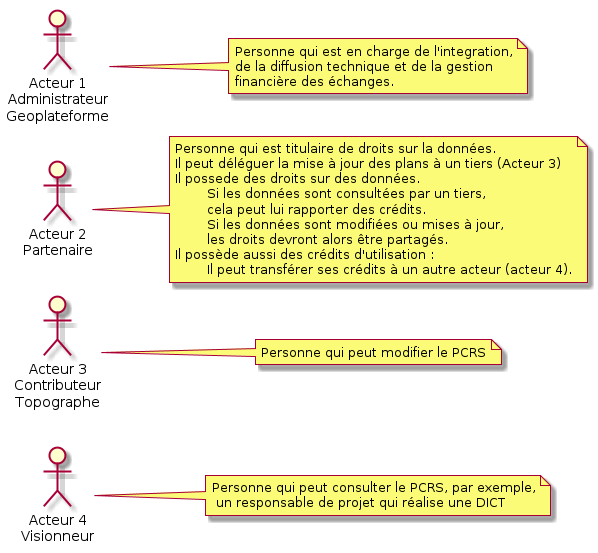 Personne qui est en charge de l'integration,
de la diffusion technique et de la gestion
financière des échanges.
Acteur 1
Administrateur
Geoplateforme
Personne qui est titulaire de droits sur la données.
Il peut déléguer la mise à jour des plans à un tiers (Acteur 3)
Il possede des droits sur des données.
Si les données sont consultées par un tiers,
cela peut lui rapporter des crédits.
Si les données sont modifiées ou mises à jour,
les droits devront alors être partagés.
Il possède aussi des crédits d'utilisation :
Il peut transférer ses crédits à un autre acteur (acteur 4).
Acteur 2
Partenaire
Personne qui peut modifier le PCRS
Acteur 3
Contributeur
Topographe
Personne qui peut consulter le PCRS, par exemple,
un responsable de projet qui réalise une DICT
Acteur 4
Visionneur